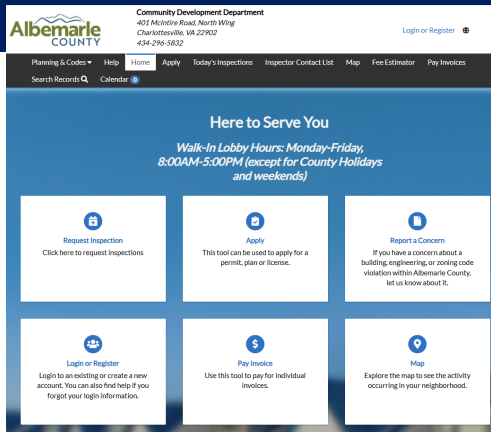 Albemarle
COUNTY
Community Development Department
401 McIntire Road, North Wing
Charlottesville, VA 22902
434-296-5832
Login or Register
Planning & Codes Help Home Apply Today's Inspections Inspector Contact List Map Fee Estimator Pay Invoices
Search Records Calendar 0
Here to Serve You
Walk-In Lobby Hours: Monday-Friday,
8:00AM-5:00PM (except for County Holidays
and weekends)
Request Inspection
Click here to request inspections
Apply
This tool can be used to apply for a
permit, plan or license.
Report a Concern
If you have a concern about a
building, engineering, or zoning code
violation within Albemarle County,
let us know about it.
Login or Register
Login to an existing or create a new
account. You can also find help if you
forgot your login information.
Pay Invoice
Use this tool to pay for individual
invoices.
Map
Explore the map to see the activity
occurring in your neighborhood.